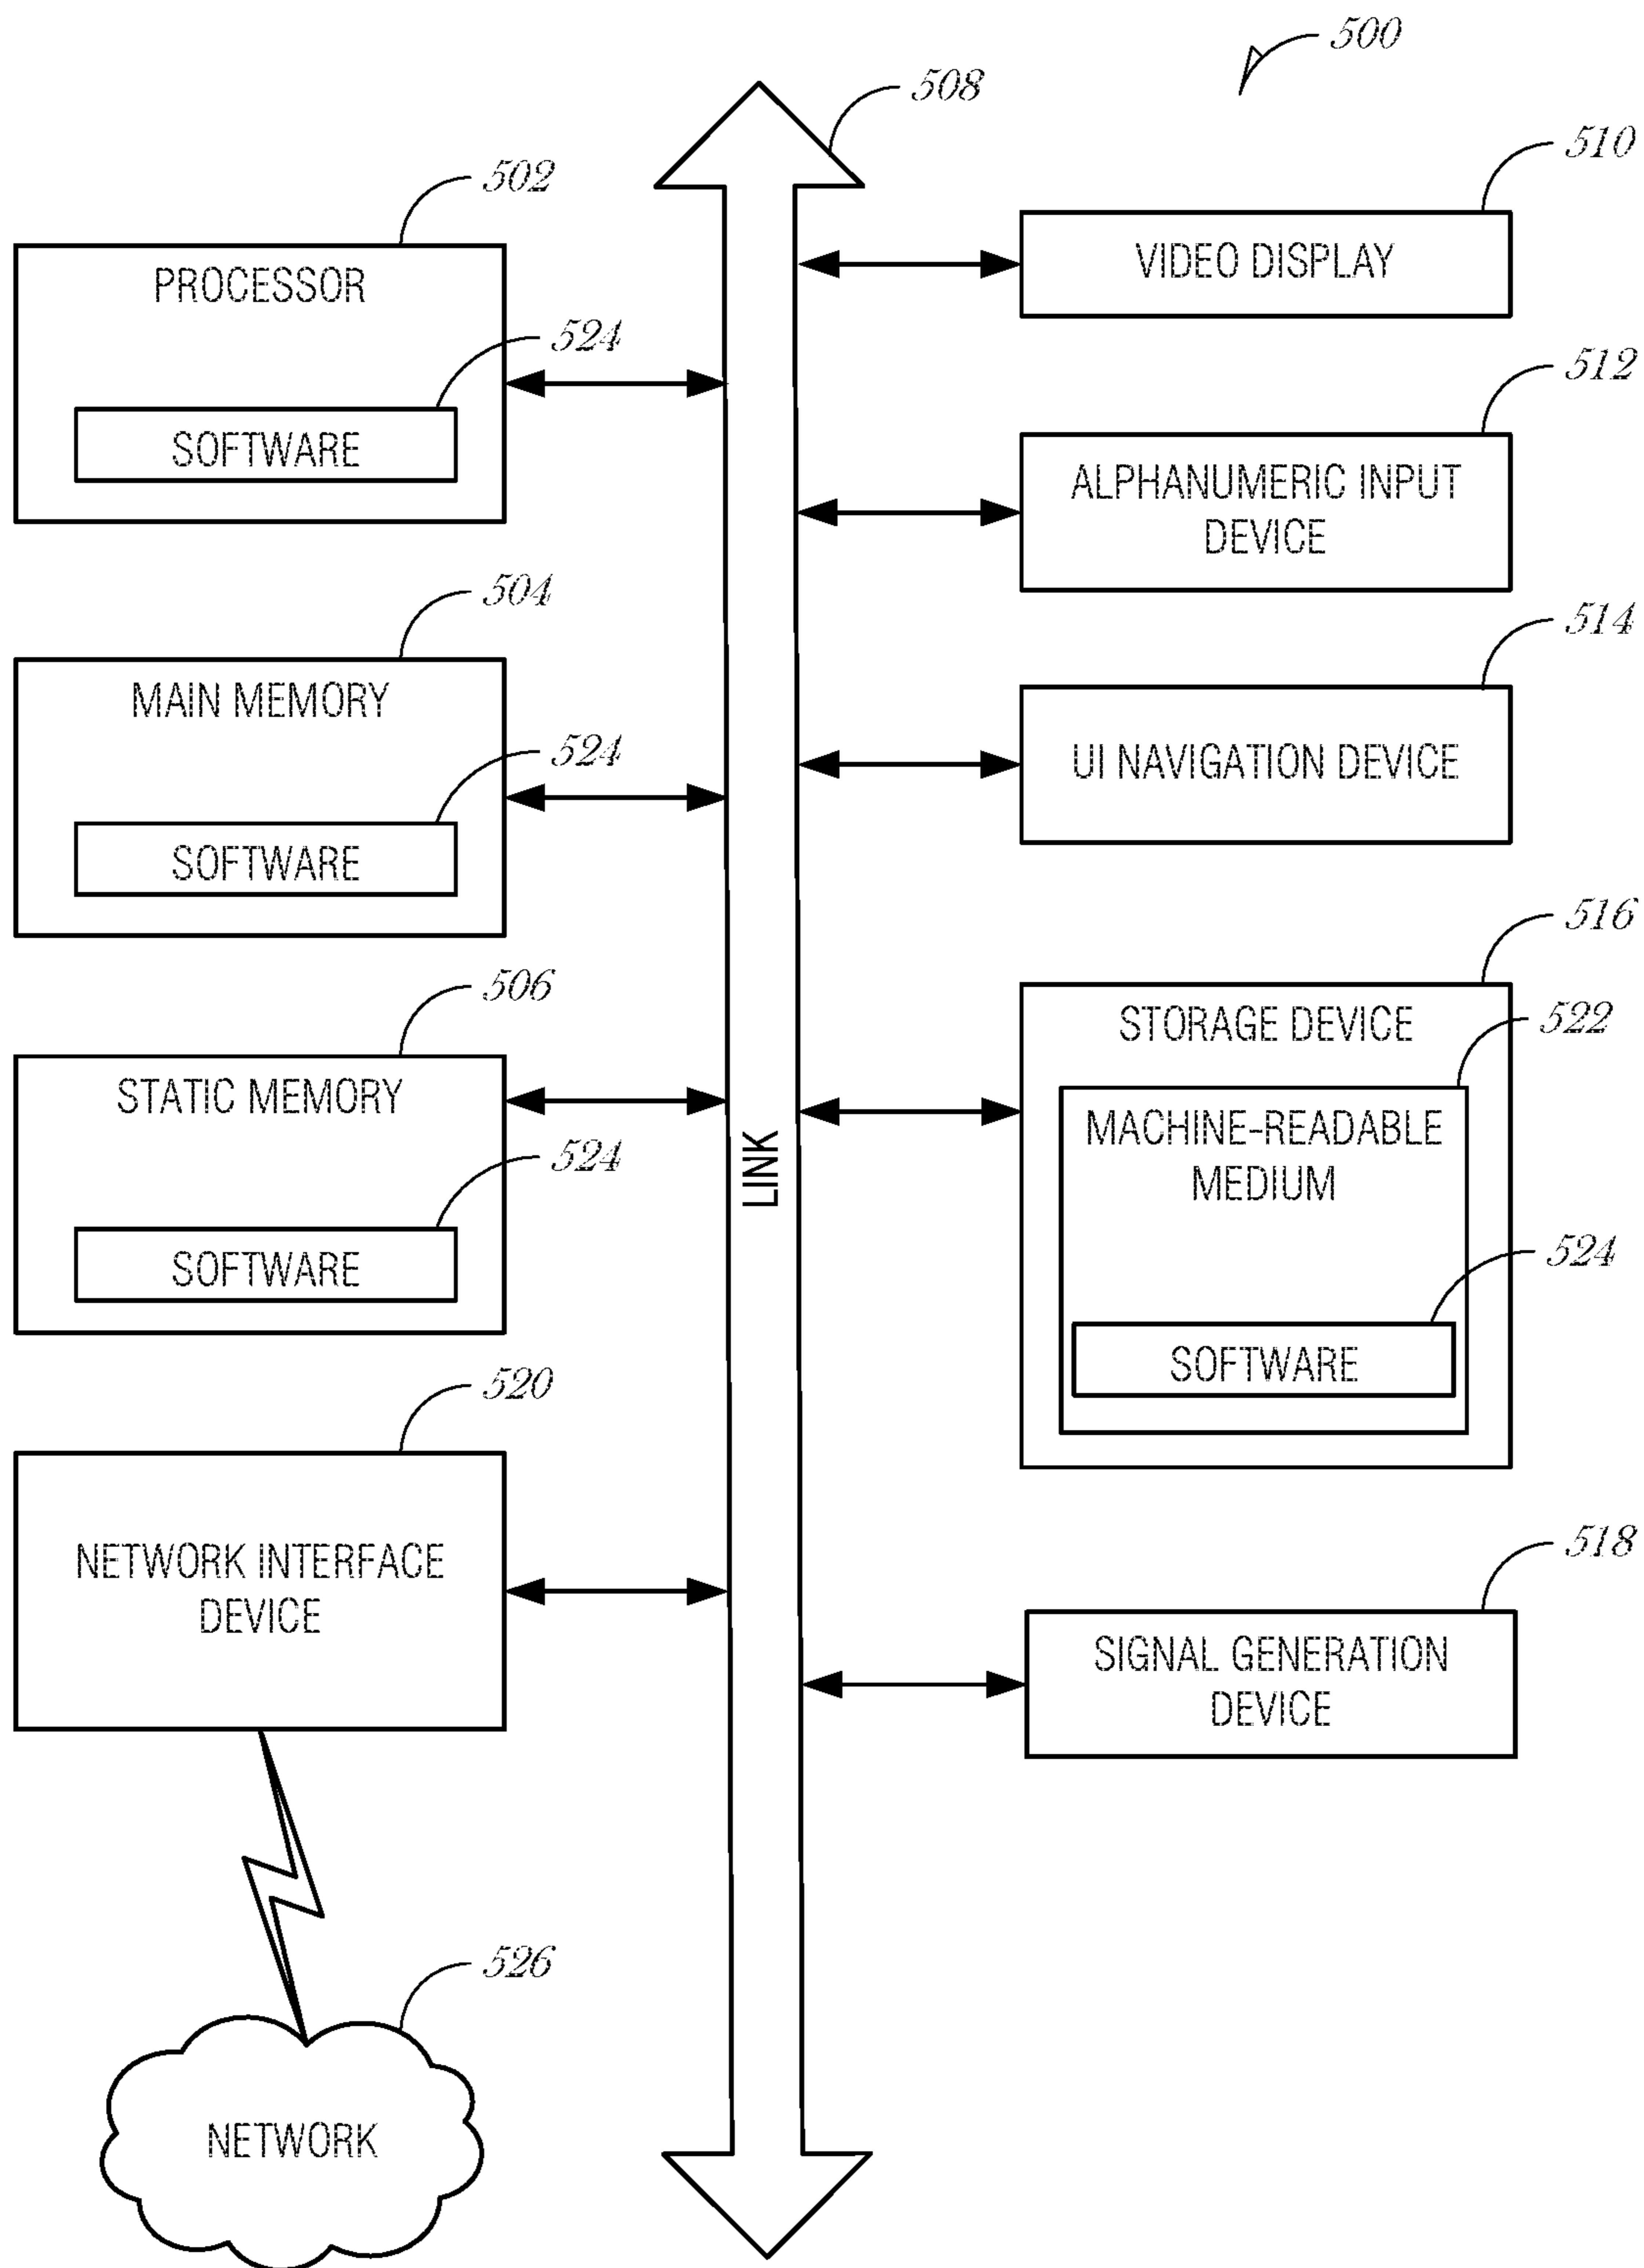 500
508
502
PROCESSOR
524
SOFTWARE
504
MAIN MEMORY
524
SOFTWARE
506
STATIC MEMORY
524
SOFTWARE
520
NETWORK INTERFACE
DEVICE
526
NETWORK
LINK
510
VIDEO DISPLAY
512
ALPHANUMERIC INPUT
DEVICE
514
UI NAVIGATION DEVICE
516
STORAGE DEVICE
522
MACHINE-READABLE
MEDIUM
524
SOFTWARE
518
SIGNAL GENERATION
DEVICE